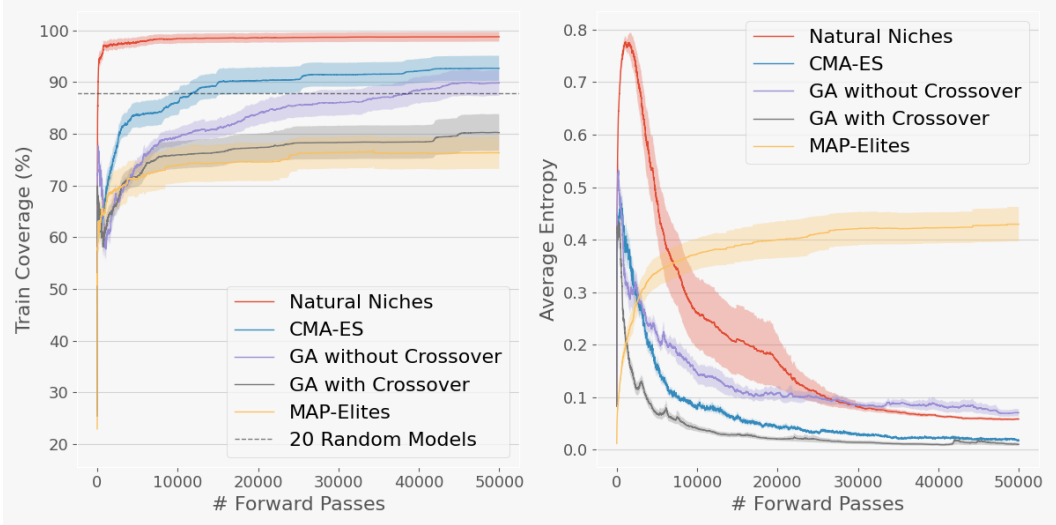 100
90
80
70
60
50
40
30
20
Train Coverage (%)
0
10000
20000
30000
40000
50000
# Forward Passes
Natural Niches
CMA-ES
GA without Crossover
GA with Crossover
MAP-Elites
20 Random Models
0.8
0.7
0.6
0.5
0.4
0.3
0.2
0.1
0.0
Average Entropy
0
10000
20000
30000
40000
50000
# Forward Passes
Natural Niches
CMA-ES
GA without Crossover
GA with Crossover
MAP-Elites